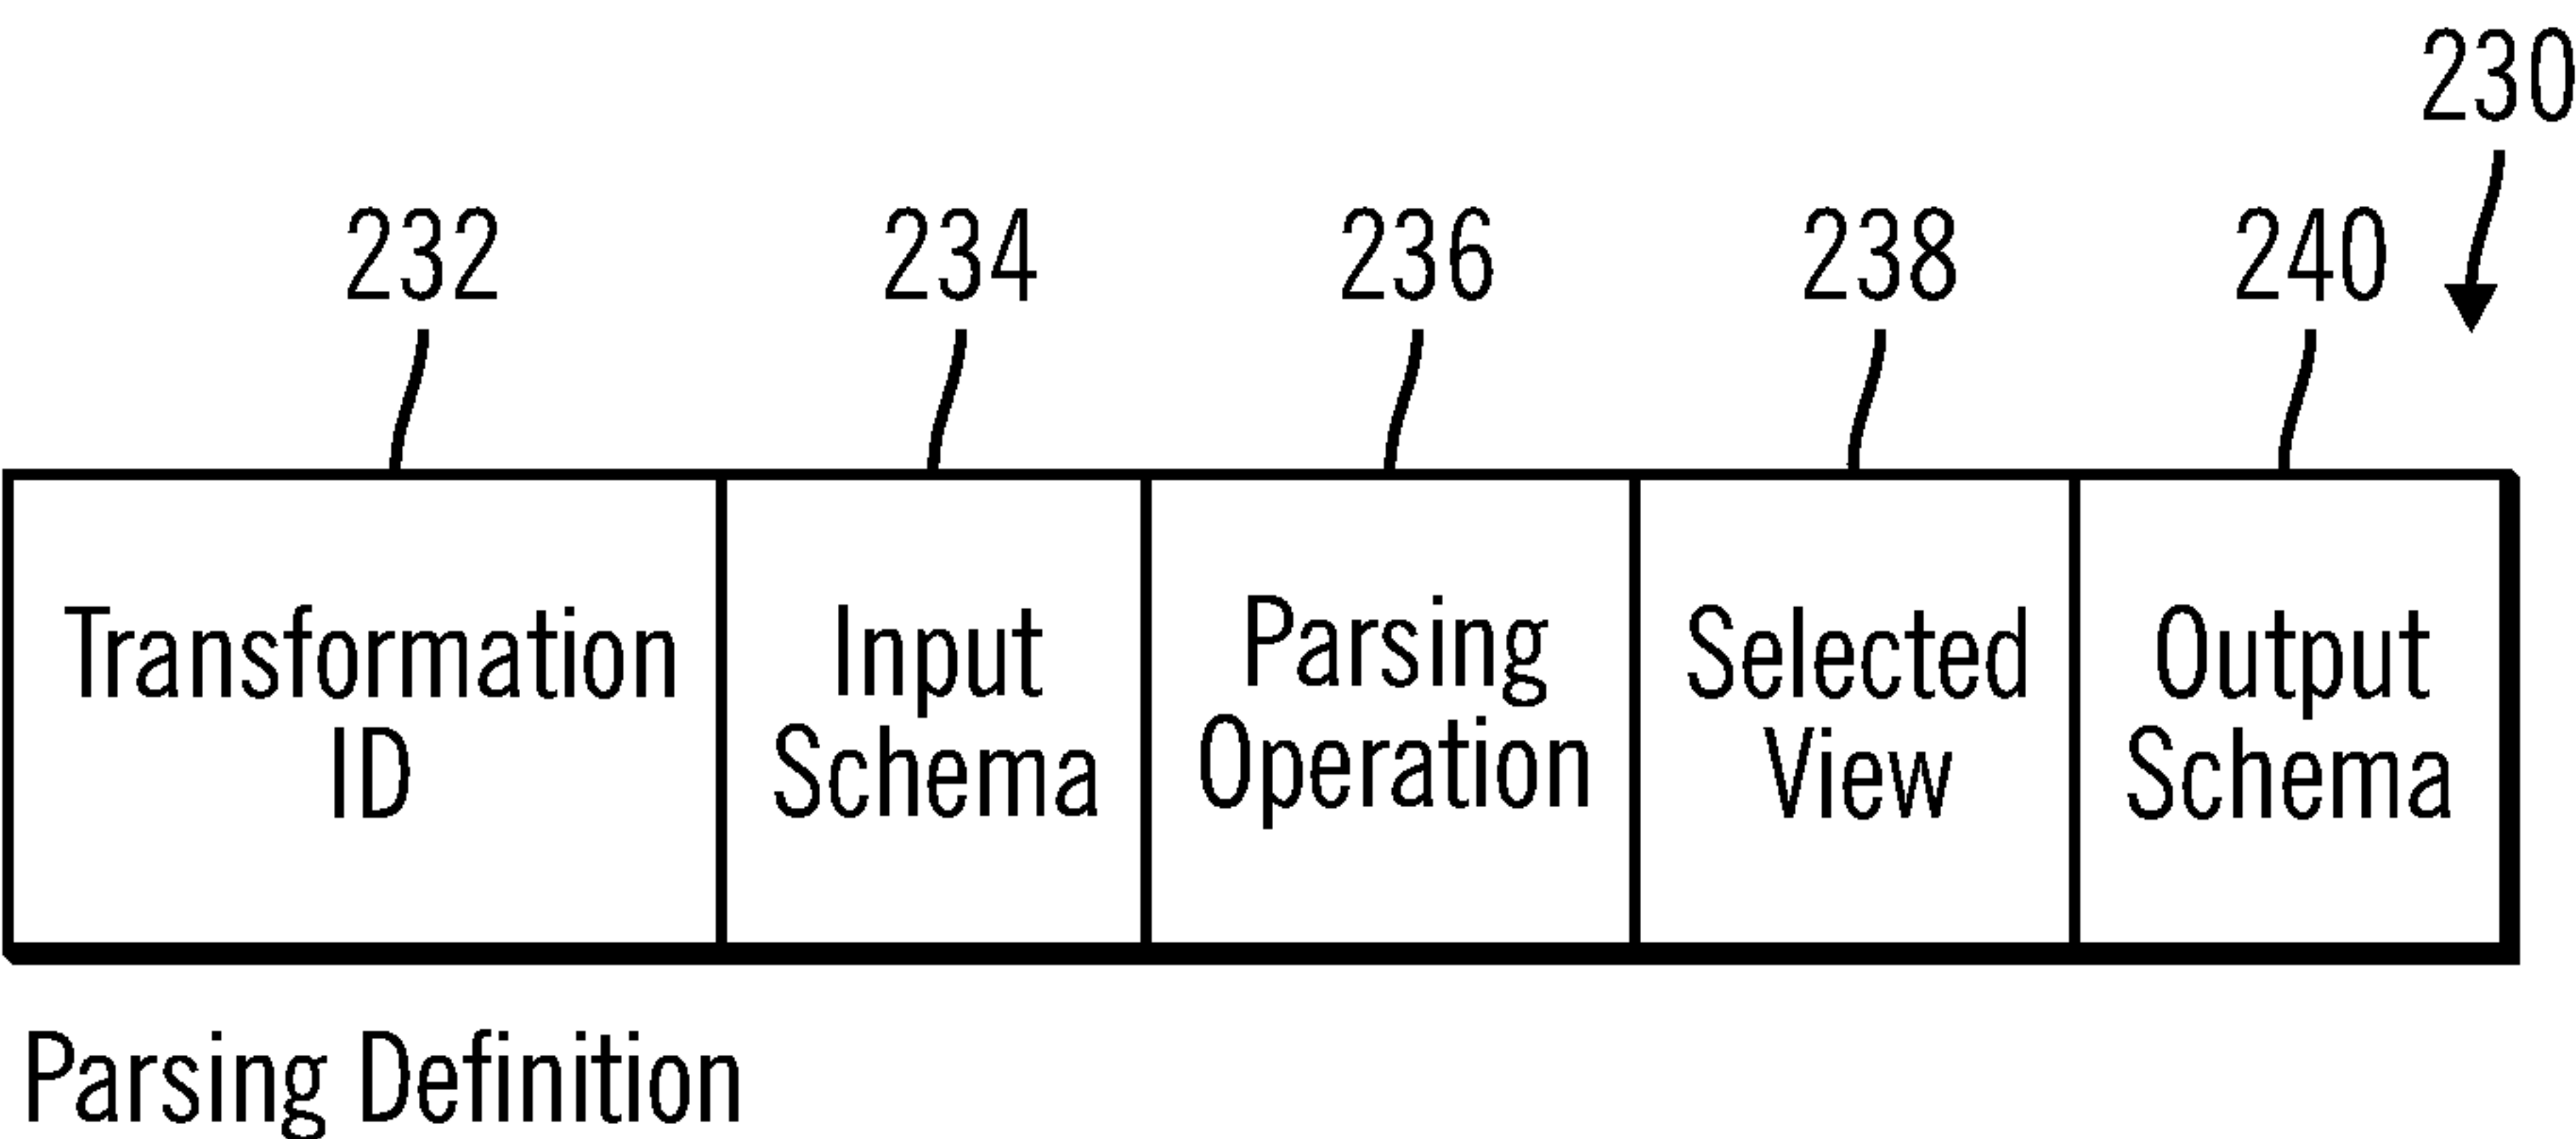 230
232 234 236 238 240
Transformation ID
Input Schema
Parsing Operation
Selected View
Output Schema
Parsing Definition